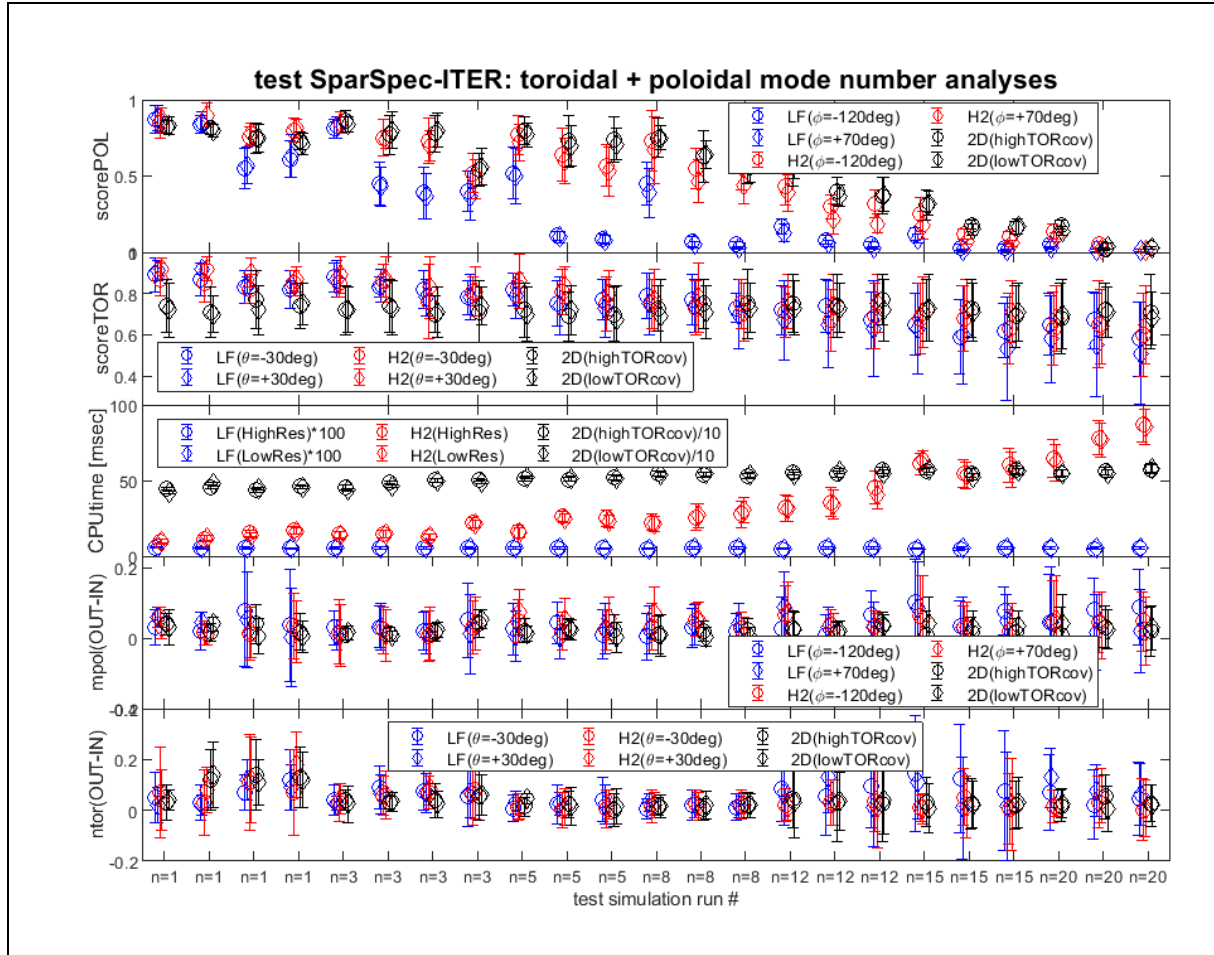 test SparSpec-ITER: toroidal + poloidal mode number analyses
scorePOL
1
0.5
LF(ϕ=-120deg) H2(ϕ=+70deg)
LF(ϕ=+70deg) 2D(highTORcov)
H2(ϕ=-120deg) 2D(lowTORcov)
scoreTOR
0.8
0.6
0.4
LF(θ=-30deg) H2(θ=-30deg) 2D(highTORcov)
LF(θ=+30deg) H2(θ=+30deg) 2D(lowTORcov)
CPUtime [msec]
100
50
LF(HighRes)*100 H2(HighRes) 2D(highTORcov)/10
LF(LowRes)*100 H2(LowRes) 2D(lowTORcov)/10
mpol(OUT-IN)
0.2
0
LF(ϕ=-120deg) H2(ϕ=+70deg)
LF(ϕ=+70deg) 2D(highTORcov)
H2(ϕ=-120deg) 2D(lowTORcov)
ntor(OUT-IN)
0.2
0
-0.2
LF(θ=-30deg) H2(θ=-30deg) 2D(highTORcov)
LF(θ=+30deg) H2(θ=+30deg) 2D(lowTORcov)
n=1 n=1 n=1 n=1 n=3 n=3 n=3 n=3 n=5 n=5 n=5 n=8 n=8 n=8 n=12 n=12 n=12 n=15 n=15 n=15 n=20 n=20 n=20
test simulation run #